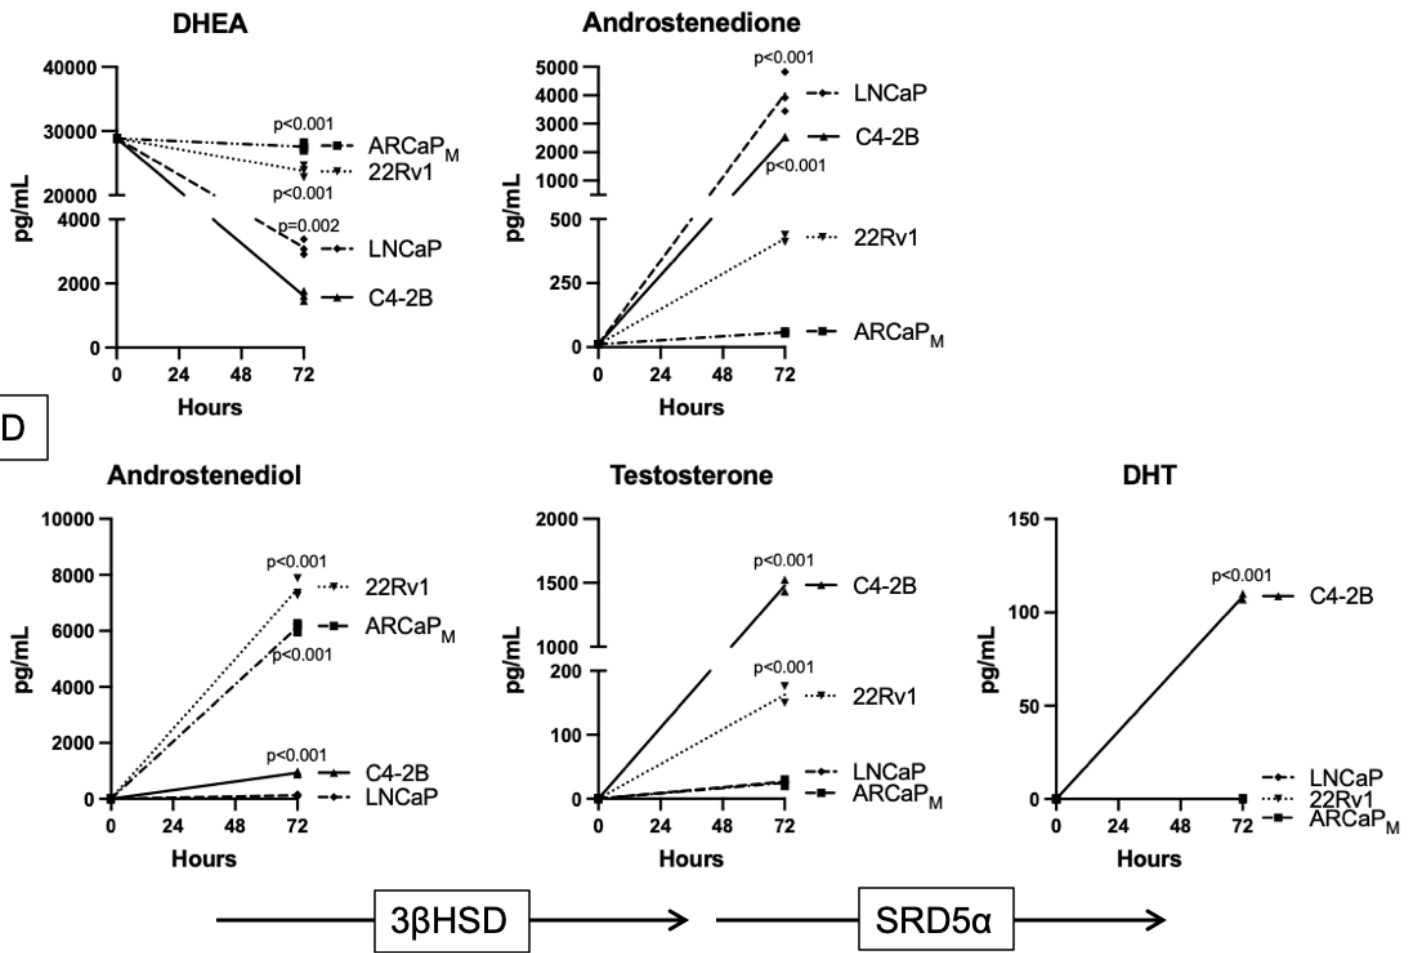 DHEA
40000
30000
20000
4000
2000
0
pg/mL
p<0.001
ARCaPM
22Rv1
p<0.001
p=0.002
LNCaP
C4-2B
0 24 48 72
Hours
Androstenedione
5000
4000
3000
2000
1000
500
250
0
pg/mL
p<0.001
LNCaP
C4-2B
p<0.001
22Rv1
ARCaPM
0 24 48 72
Hours
D
Androstenediol
10000
8000
6000
4000
2000
0
pg/mL
p<0.001
22Rv1
ARCaPM
p<0.001
p<0.001
C4-2B
LNCaP
0 24 48 72
Hours
Testosterone
2000
1500
1000
200
100
0
pg/mL
p<0.001
C4-2B
p<0.001
22Rv1
LNCaP
ARCaPM
0 24 48 72
Hours
DHT
150
100
50
0
pg/mL
p<0.001
C4-2B
LNCaP
22Rv1
ARCaPM
0 24 48 72
Hours
3βHSD
SRD5α